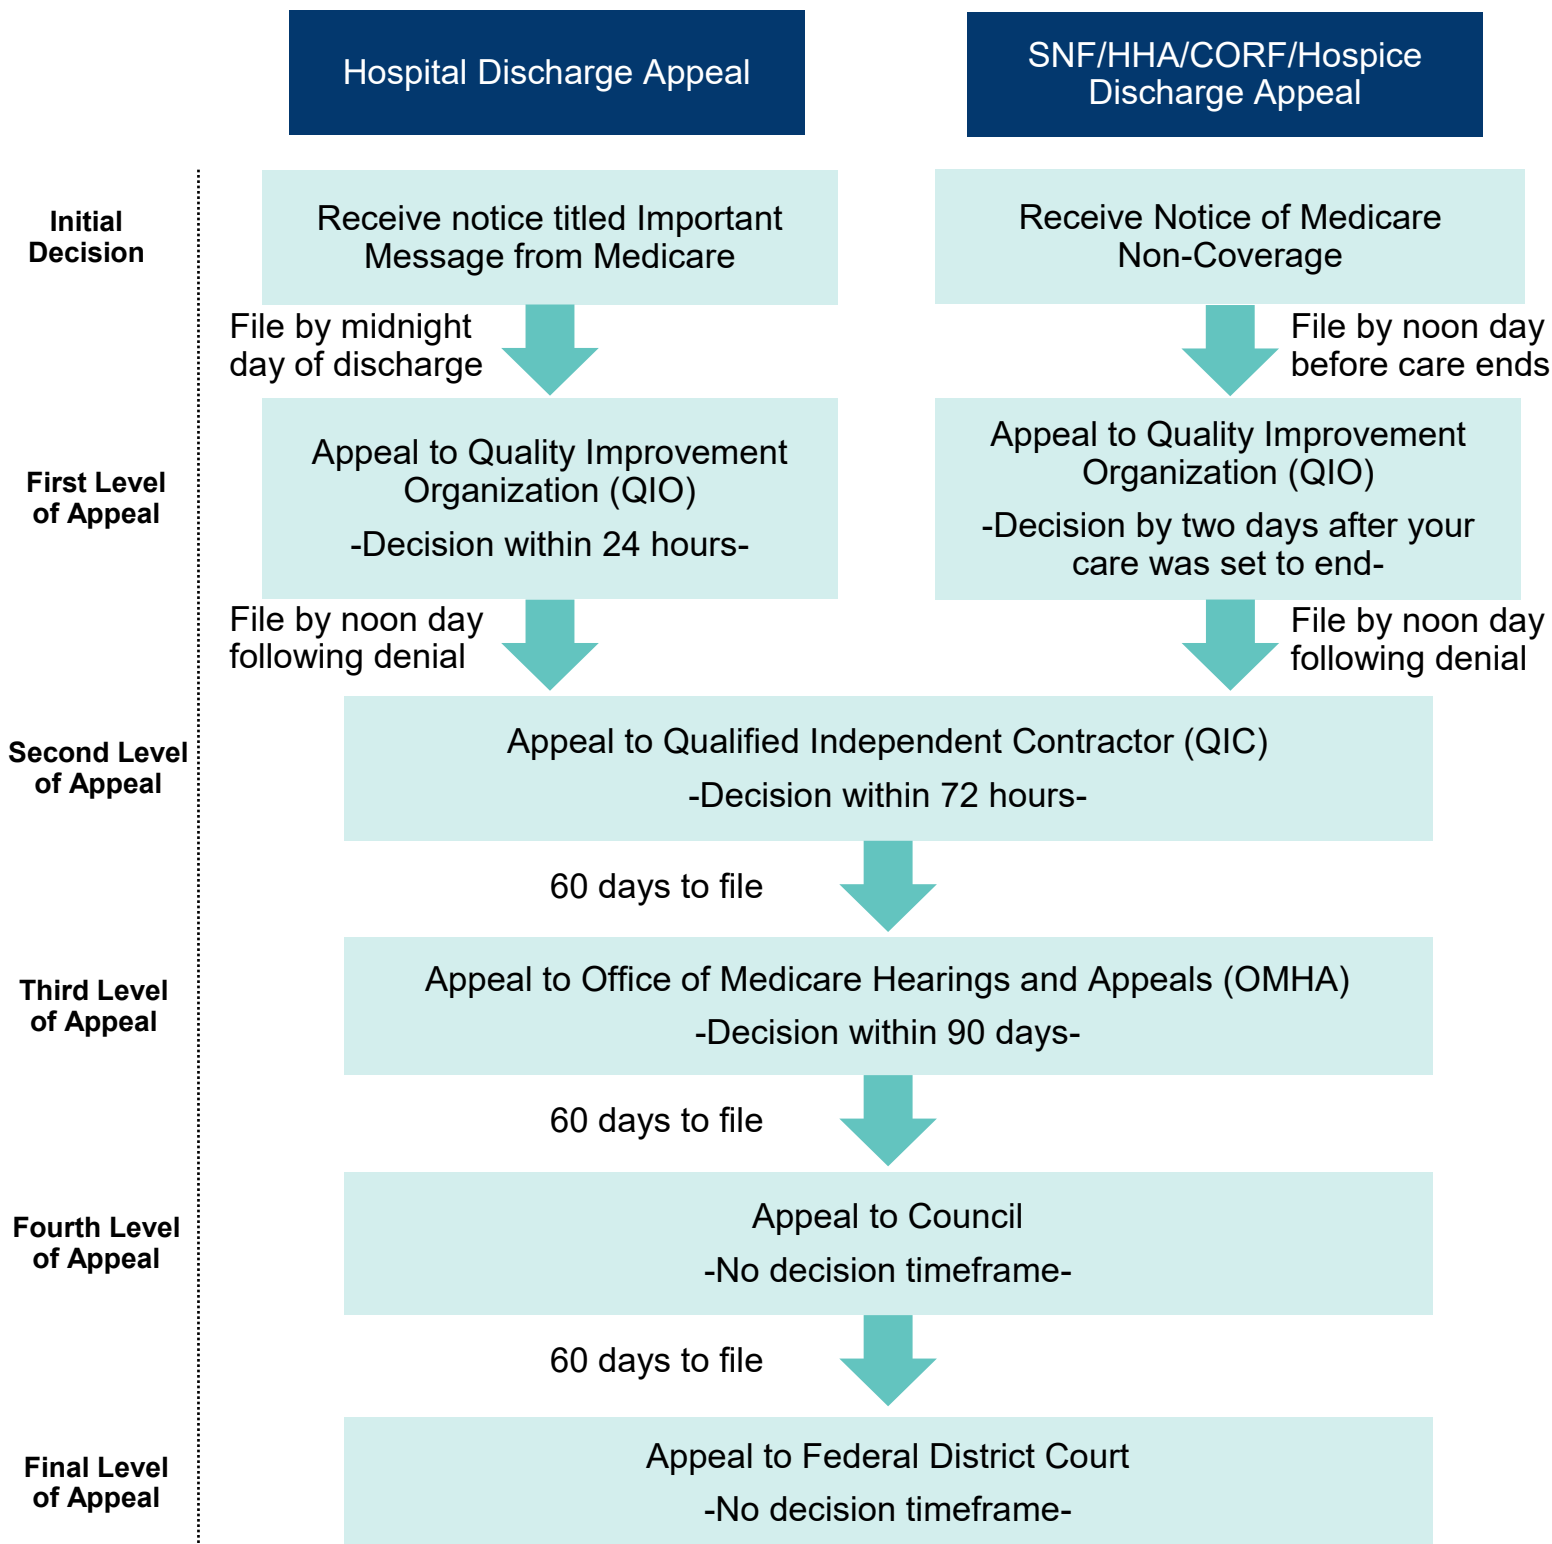 Hospital Discharge Appeal
SNF/HHA/CORF/Hospice
Discharge Appeal
Initial
Decision
Receive notice titled Important
Message from Medicare
Receive Notice of Medicare
Non-Coverage
File by midnight
day of discharge
File by noon day
before care ends
First Level
of Appeal
Appeal to Quality Improvement
Organization (QIO)
-Decision within 24 hours-
Appeal to Quality Improvement
Organization (QIO)
-Decision by two days after your
care was set to end-
File by noon day
following denial
File by noon day
following denial
Second Level
of Appeal
Appeal to Qualified Independent Contractor (QIC)
-Decision within 72 hours-
60 days to file
Third Level
of Appeal
Appeal to Office of Medicare Hearings and Appeals (OMHA)
-Decision within 90 days-
60 days to file
Fourth Level
of Appeal
Appeal to Council
-No decision timeframe-
60 days to file
Final Level
of Appeal
Appeal to Federal District Court
-No decision timeframe-